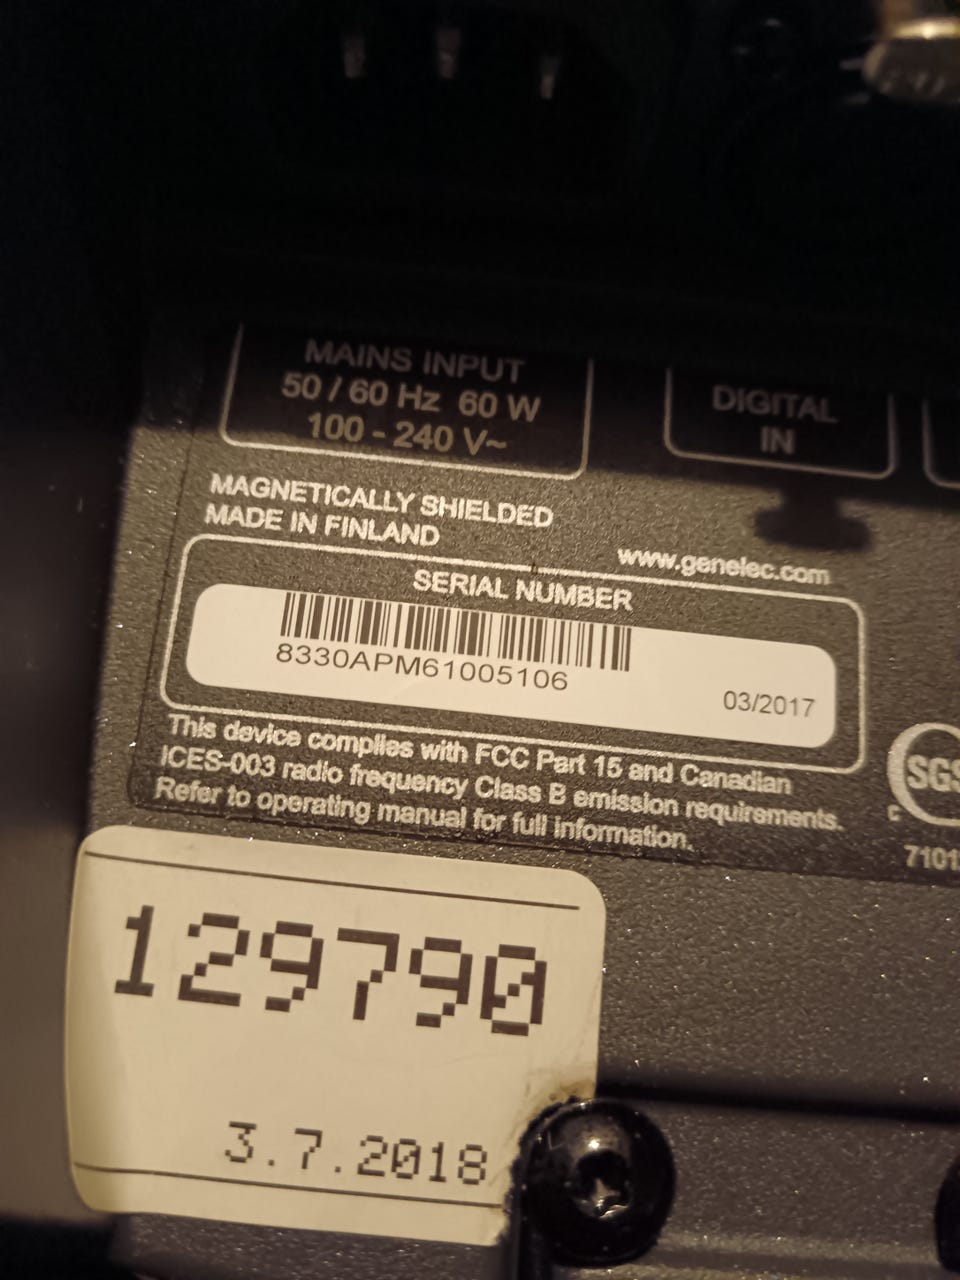 MAINS INPUT
50 / 60 Hz 60 W
100 - 240 V~
DIGITAL
IN
MAGNETICALLY SHIELDED
MADE IN FINLAND
www.genelec.com
SERIAL NUMBER
8330APM61005106
03/2017
This device complies with FCC Part 15 and Canadian
ICES-003 radio frequency Class B emission requirements.
Refer to operating manual for full information.
SGS
C
7101
129790
3.7.2018